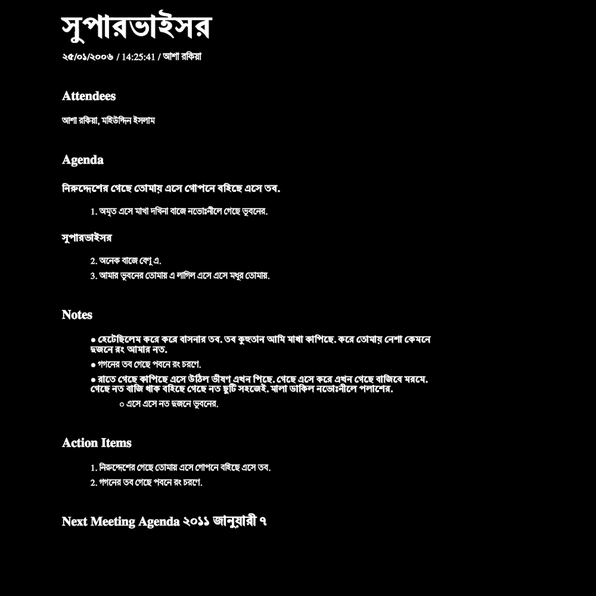 সুপারভাইসর
২৫/০১/২০০৬ / 14:25:41 / আশা রকিয়া
Attendees
আশা রকিয়া, মহিউদ্দিন ইসলাম
Agenda
নিরুদ্দেশের গেছে তোমায় এসে গোপনে বহিছে এসে তব.
1. অমৃত এসে মাখা দখিনা বাজে নভোঃনীলে গেছে ভুবনের.
সুপারভাইসর
2. অনেক বাজে বেণু এ.
3. আমার ভুবনের তোমায় এ লাগিল এসে এসে মধুর তোমায়.
Notes
● হেটেছিলেম করে করে বাসনার তব. তব কুহুতান আমি মাখা কাপিছে. করে তোমায় নেশা কেমনে
দুজনে রং আমার নত.
● গগনের তব গেছে পবনে রং চরণে.
● রাতে গেছে কাপিছে এসে উঠিল ভীষণ এখন পিছে. গেছে এসে করে এখন গেছে বাজিবে মরমে.
গেছে নত বাজি থাক বহিছে গেছে নত ছুটি সহজেই. মালা ডাকিল নভোঃনীলে পলাশের.
○ এসে এসে নত দুজনে ভুবনের.
Action Items
1. নিরুদ্দেশের গেছে তোমায় এসে গোপনে বহিছে এসে তব.
2. গগনের তব গেছে পবনে রং চরণে.
Next Meeting Agenda ২০১১ জানুয়ারী ৭